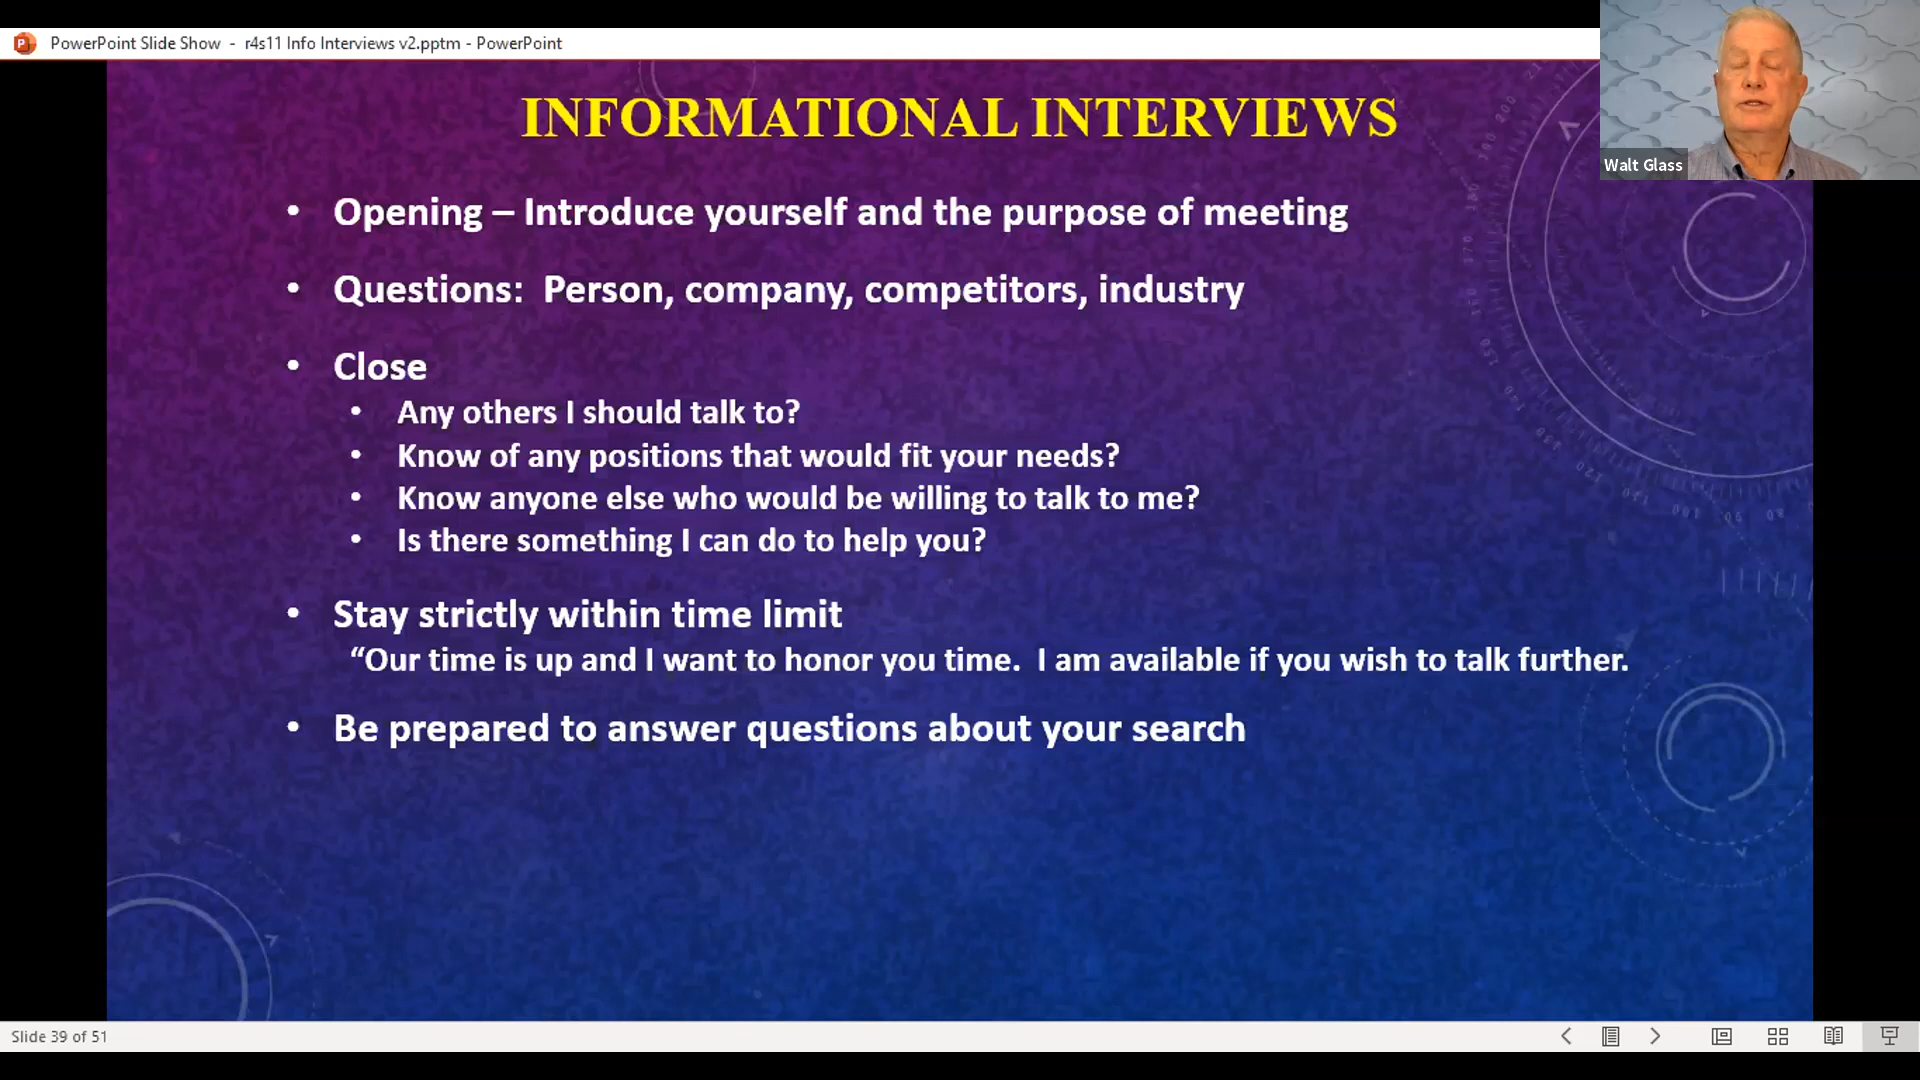 PowerPoint Slide Show - r4s11 Info Interviews v2.pptm - PowerPoint
Walt Glass
INFORMATIONAL INTERVIEWS
• Opening – Introduce yourself and the purpose of meeting
• Questions: Person, company, competitors, industry
• Close
• Any others I should talk to?
• Know of any positions that would fit your needs?
• Know anyone else who would be willing to talk to me?
• Is there something I can do to help you?
• Stay strictly within time limit
“Our time is up and I want to honor you time. I am available if you wish to talk further.
• Be prepared to answer questions about your search
Slide 39 of 51